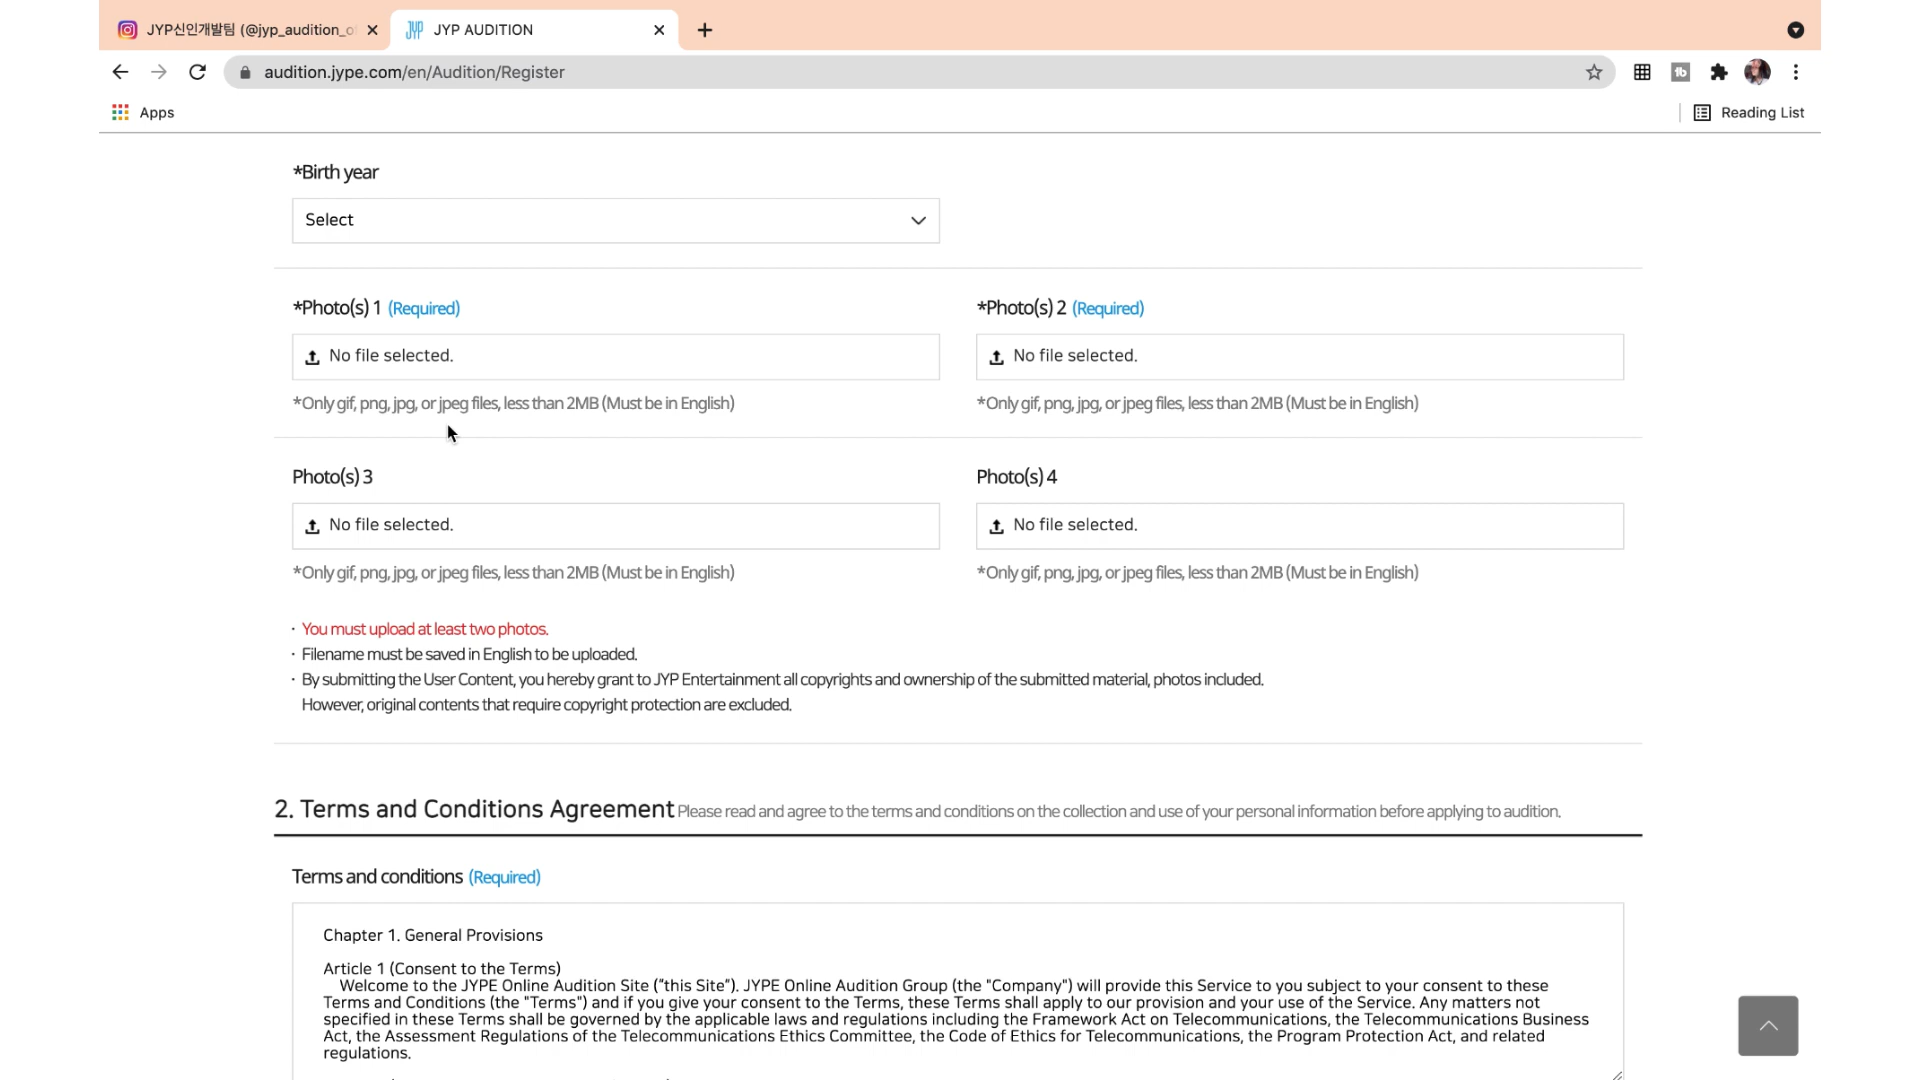 JYP신인개발팀 (@jyp_audition_o
JYP AUDITION
audition.jype.com/en/Audition/Register
Apps
Reading List
*Birth year
Select
*Photo(s) 1 (Required)
*Photo(s) 2 (Required)
No file selected.
No file selected.
*Only gif, png, jpg, or jpeg files, less than 2MB (Must be in English)
*Only gif, png, jpg, or jpeg files, less than 2MB (Must be in English)
Photo(s) 3
Photo(s) 4
No file selected.
No file selected.
*Only gif, png, jpg, or jpeg files, less than 2MB (Must be in English)
*Only gif, png, jpg, or jpeg files, less than 2MB (Must be in English)
· You must upload at least two photos.
· Filename must be saved in English to be uploaded.
· By submitting the User Content, you hereby grant to JYP Entertainment all copyrights and ownership of the submitted material, photos included.
However, original contents that require copyright protection are excluded.
2. Terms and Conditions Agreement Please read and agree to the terms and conditions on the collection and use of your personal information before applying to audition.
Terms and conditions (Required)
Chapter 1. General Provisions
Article 1 (Consent to the Terms)
Welcome to the JYPE Online Audition Site ("this Site"). JYPE Online Audition Group (the "Company") will provide this Service to you subject to your consent to these
Terms and Conditions (the "Terms") and if you give your consent to the Terms, these Terms shall apply to our provision and your use of the Service. Any matters not
specified in these Terms shall be governed by the applicable laws and regulations including the Framework Act on Telecommunications, the Telecommunications Business
Act, the Assessment Regulations of the Telecommunications Ethics Committee, the Code of Ethics for Telecommunications, the Program Protection Act, and related
regulations.